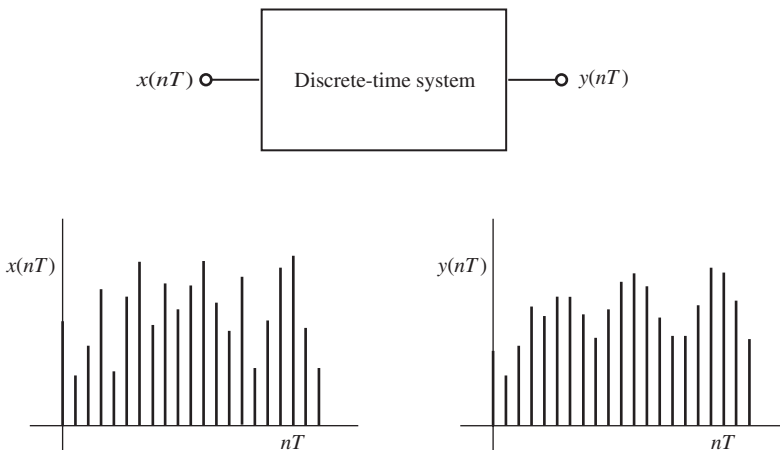 x(nT)
Discrete-time system
y(nT)
x(nT)
y(nT)
nT
nT